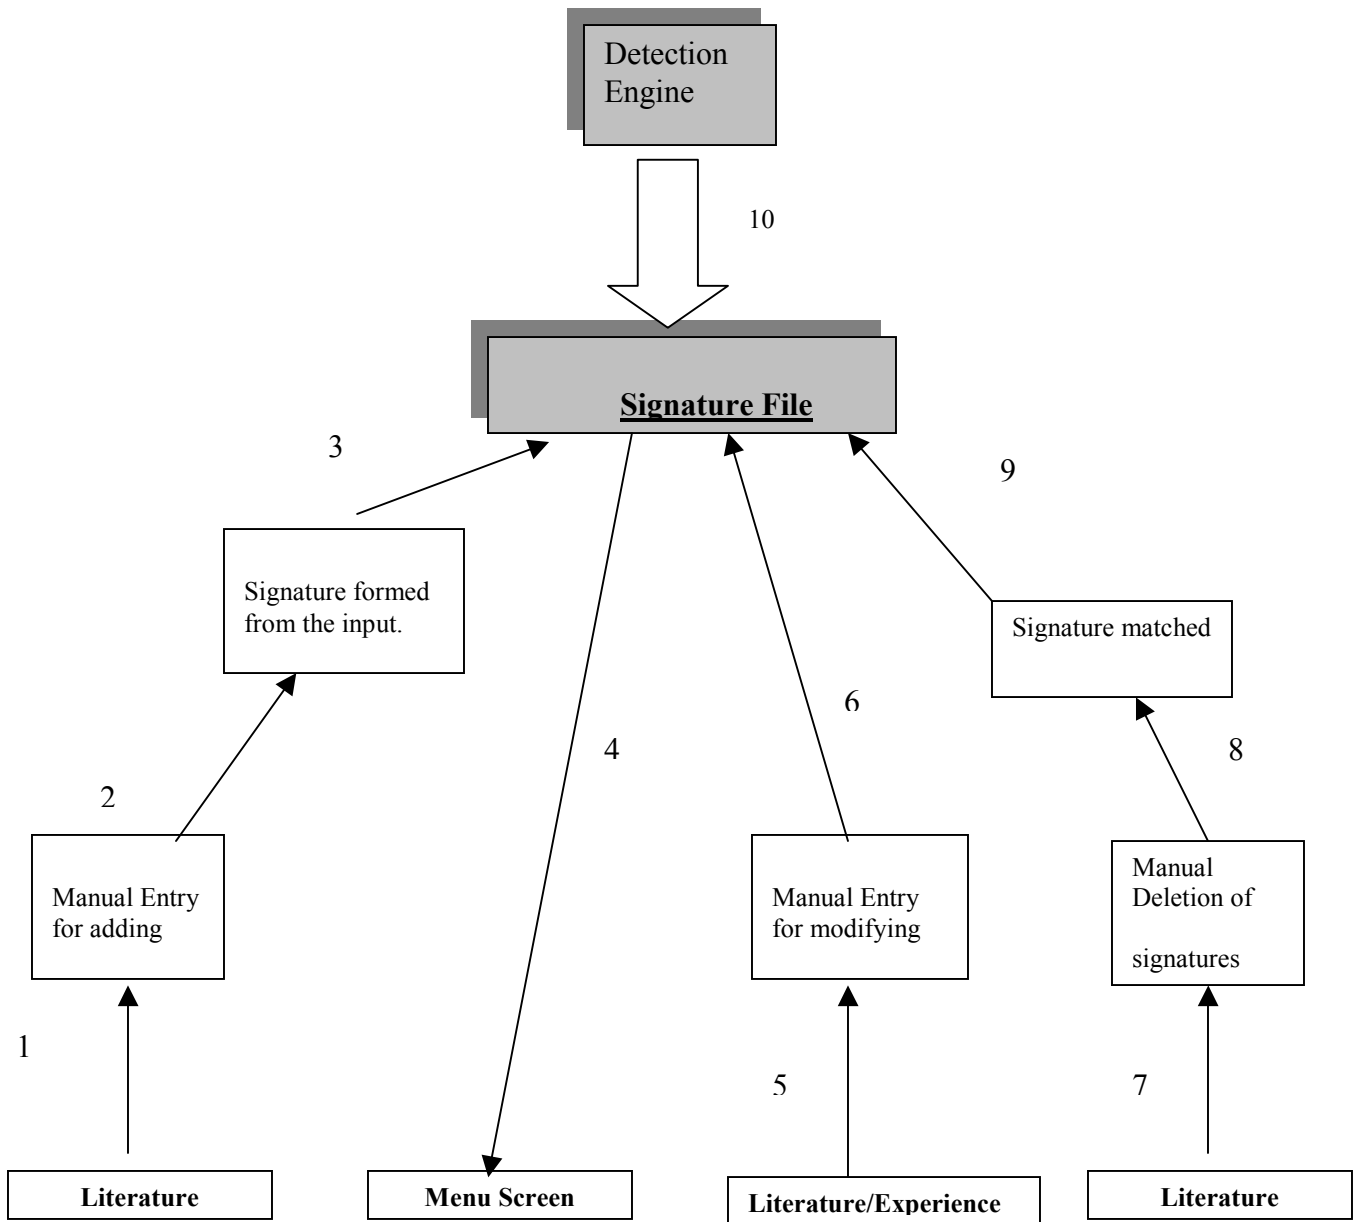 Detection
Engine
10
Signature File
3
9
Signature formed
from the input.
Signature matched
6
4
8
2
Manual Entry
for adding
Manual Entry
for modifying
Manual
Deletion of
signatures
1
5
7
Literature
Menu Screen
Literature/Experience
Literature